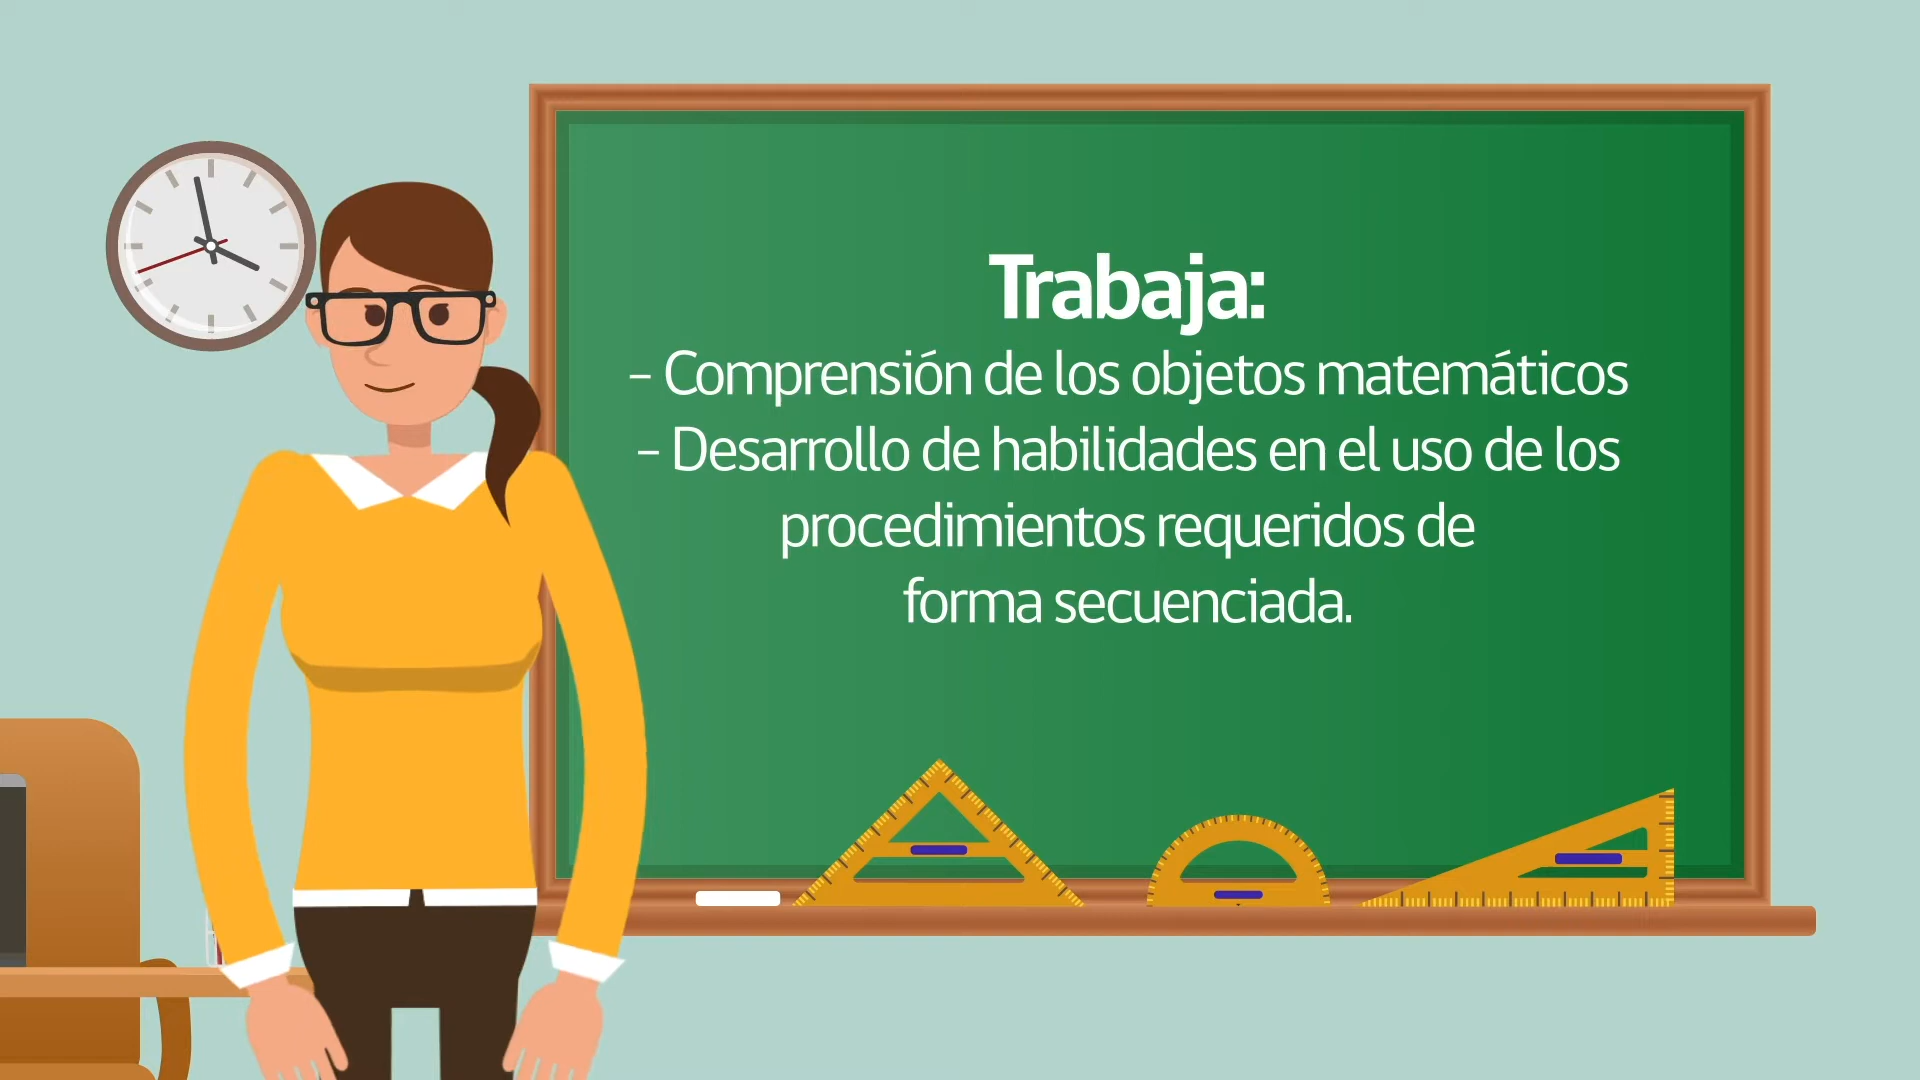 Trabaja:
- Comprensión de los objetos matemáticos
- Desarrollo de habilidades en el uso de los
procedimientos requeridos de
forma secuenciada.